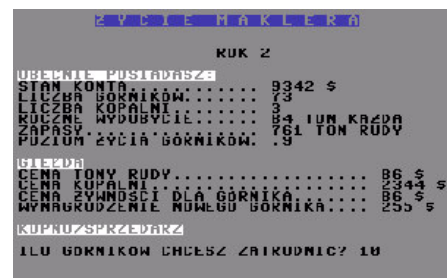 ZYCIE MAKLERA
ROK 2
OBECNIE POSIADASZ:
STAN KONTA............. 9342 $
LICZBA GORNIKOW........ 73
LICZBA KOPALNI......... 3
ROCZNE WYDOBYCIE....... 84 TON KAZDA
ZAPASY................. 761 TON RUDY
POZIOM ZYCIA GORNIKOW. .9
GIEZDA
CENA TONY RUDY.................. 86 $
CENA KOPALNI.................... 2344 $
CENA ZYWNOSCI DLA GORNIKA....... 86 $
WYNAGRODZENIE NOWEGO GORNIKA.... 255 $
KUPNO/SPRZEDARZ
ILU GORNIKOW CHCESZ ZATRUDNIC? 10